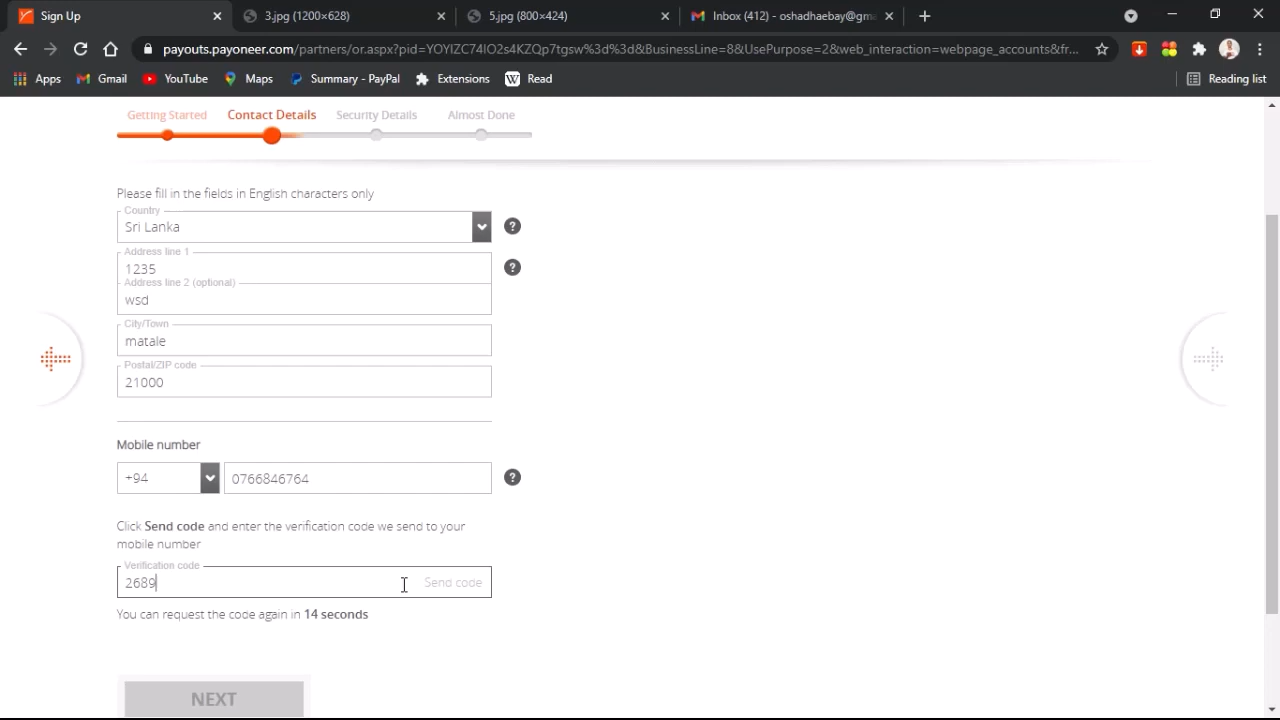 Sign Up
3.jpg (1200×628)
5.jpg (800×424)
Inbox (412) - oshadhaebay@gma
payouts.payoneer.com/partners/or.aspx?pid=YOYIZC74IO2s4KZQp7tgsw%3d%3d&BusinessLine=8&UsePurpose=2&web_interaction=webpage_accounts&fr...
Apps
Gmail
YouTube
Maps
Summary - PayPal
Extensions
W Read
Reading list
Getting Started
Contact Details
Security Details
Almost Done
Please fill in the fields in English characters only
Country
Sri Lanka
Address line 1
1235
Address line 2 (optional)
wsd
City/Town
matale
Postal/ZIP code
21000
Mobile number
+94
0766846764
Click Send code and enter the verification code we send to your
mobile number
Verification code
2689
Send code
You can request the code again in 14 seconds
NEXT